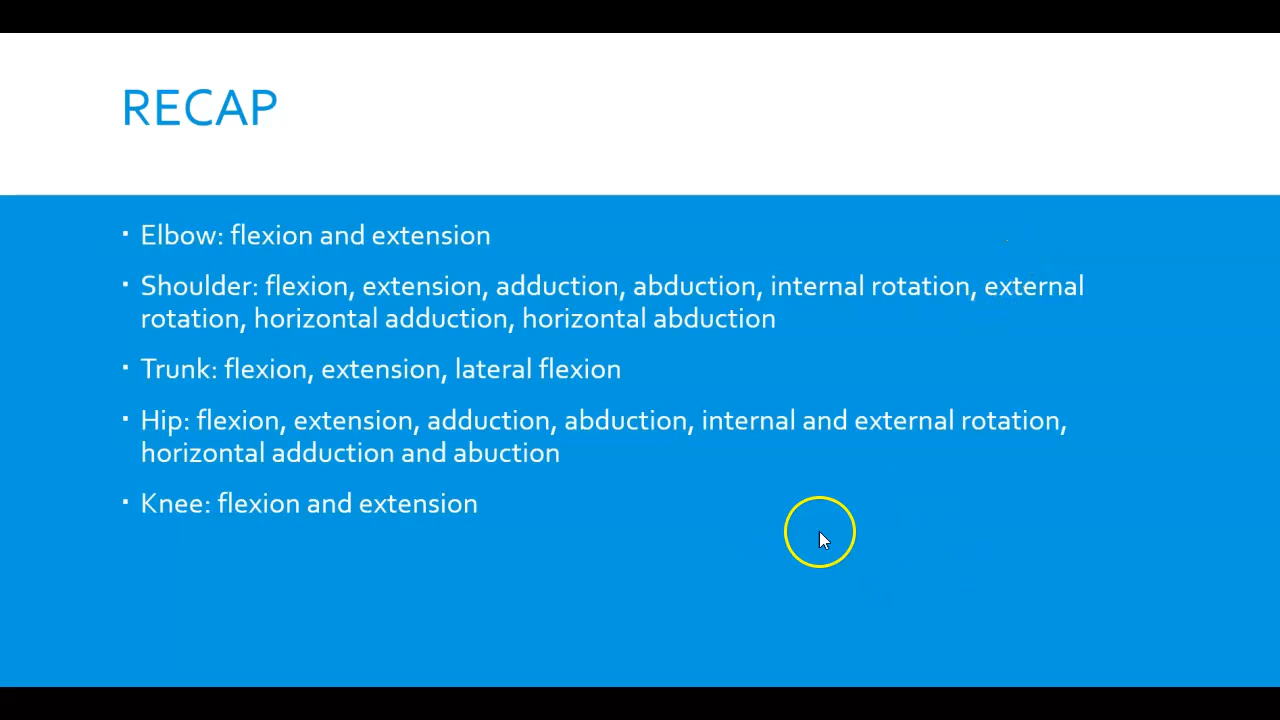 RECAP
▪ Elbow: flexion and extension
▪ Shoulder: flexion, extension, adduction, abduction, internal rotation, external
rotation, horizontal adduction, horizontal abduction
▪ Trunk: flexion, extension, lateral flexion
▪ Hip: flexion, extension, adduction, abduction, internal and external rotation,
horizontal adduction and abuction
▪ Knee: flexion and extension